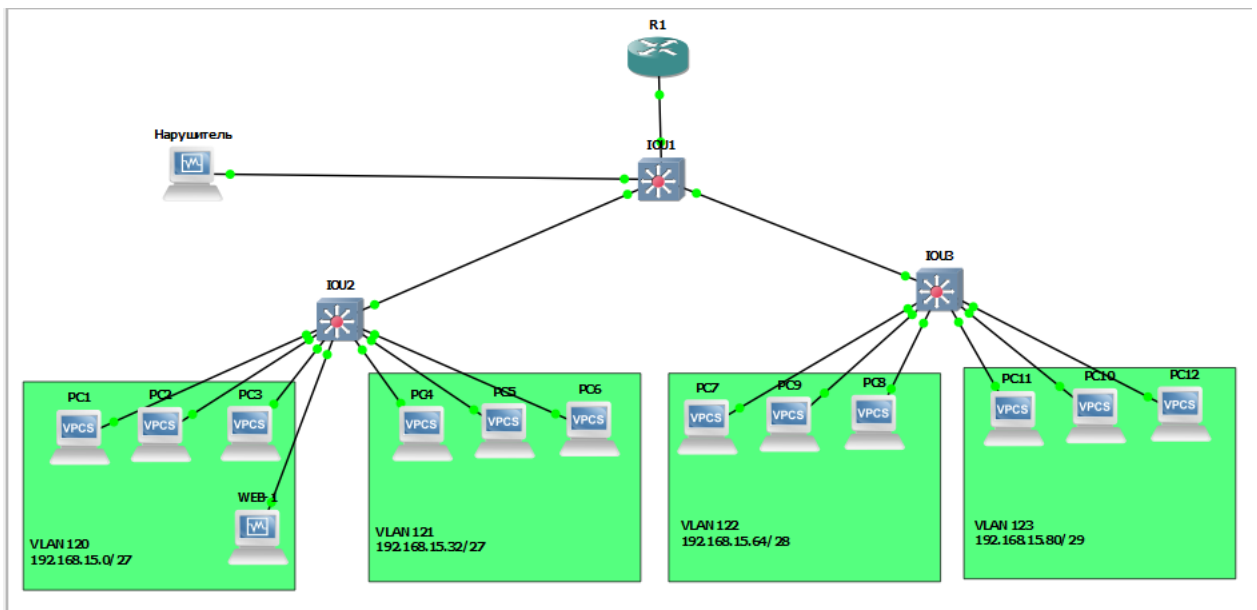 R1
Нарушитель
IOU1
IOU2
IOU3
PC1
PC2
PC3
PC4
PC5
PC6
PC7
PC9
PC8
PC11
PC10
PC12
VPCS
VPCS
VPCS
VPCS
VPCS
VPCS
VPCS
VPCS
VPCS
VPCS
VPCS
VPCS
WEB-1
VLAN 120
192.168.15.0/27
VLAN 121
192.168.15.32/27
VLAN 122
192.168.15.64/28
VLAN 123
192.168.15.80/29